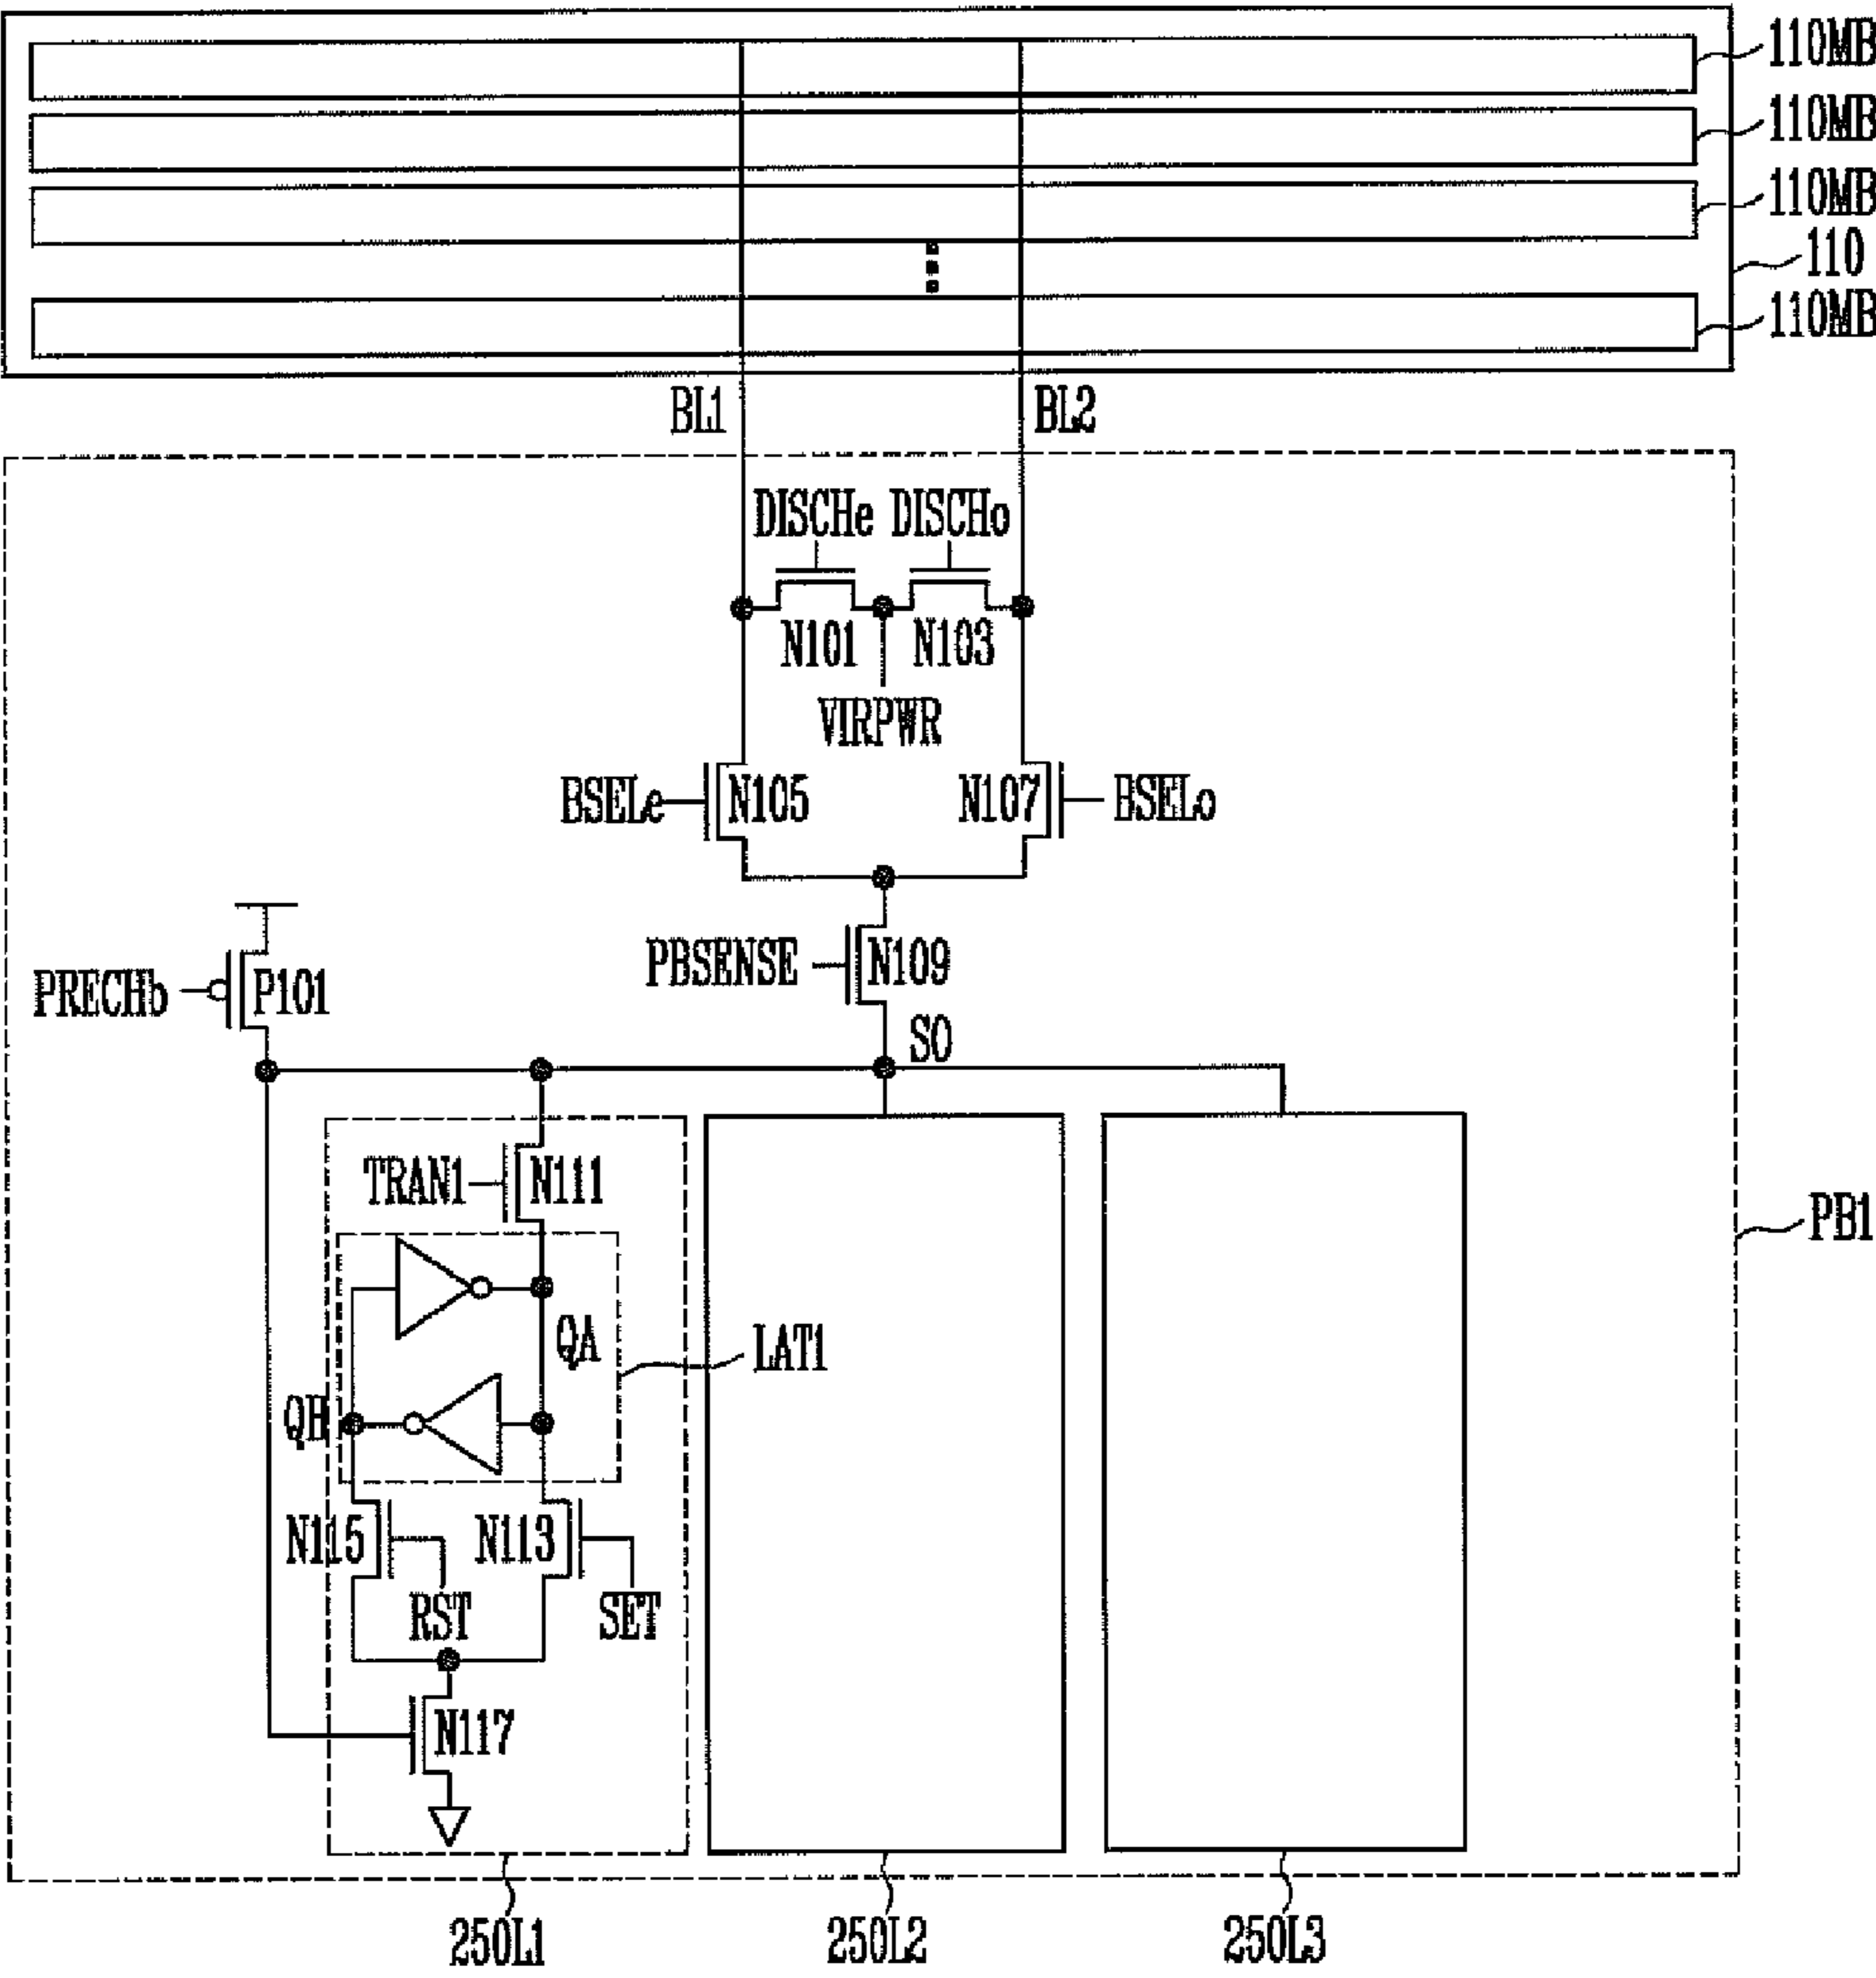 110MB
110MB
110MB
110
110MB
BL1 BL2
DISCHe DISCHo
N101 N103
VIRPWR
BSELe N105 N107 BSELo
PBSENSE N109
PRECHb P101
SO
TRAN1 N111
PB1
QA LAT1
QH
N115 N113
RST SET
N117
250L1 250L2 250L3